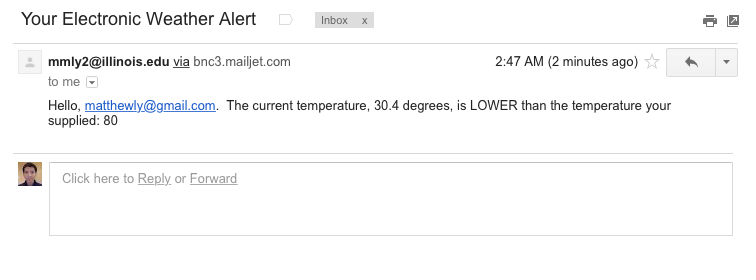 Your Electronic Weather Alert
Inbox x
mmly2@illinois.edu via bnc3.mailjet.com 2:47 AM (2 minutes ago)
to me
Hello, matthewly@gmail.com. The current temperature, 30.4 degrees, is LOWER than the temperature your
supplied: 80
Click here to Reply or Forward